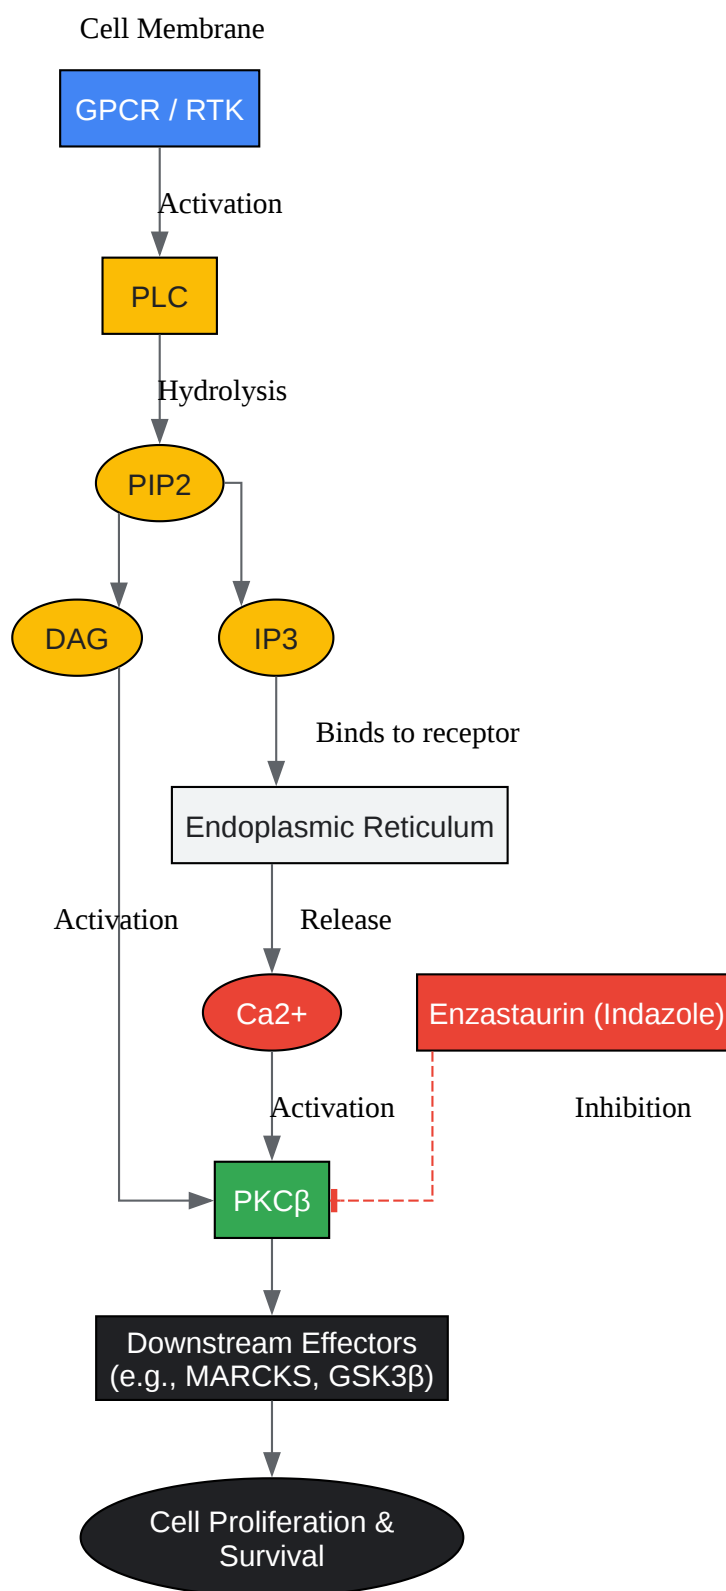 Cell Membrane
GPCR / RTK
Activation
PLC
Hydrolysis
PIP2
DAG
IP3
Binds to receptor
Endoplasmic Reticulum
Activation
Release
Ca2+
Enzastaurin (Indazole)
Activation
Inhibition
PKCβ
Downstream Effectors
(e.g., MARCKS, GSK3β)
Cell Proliferation &
Survival